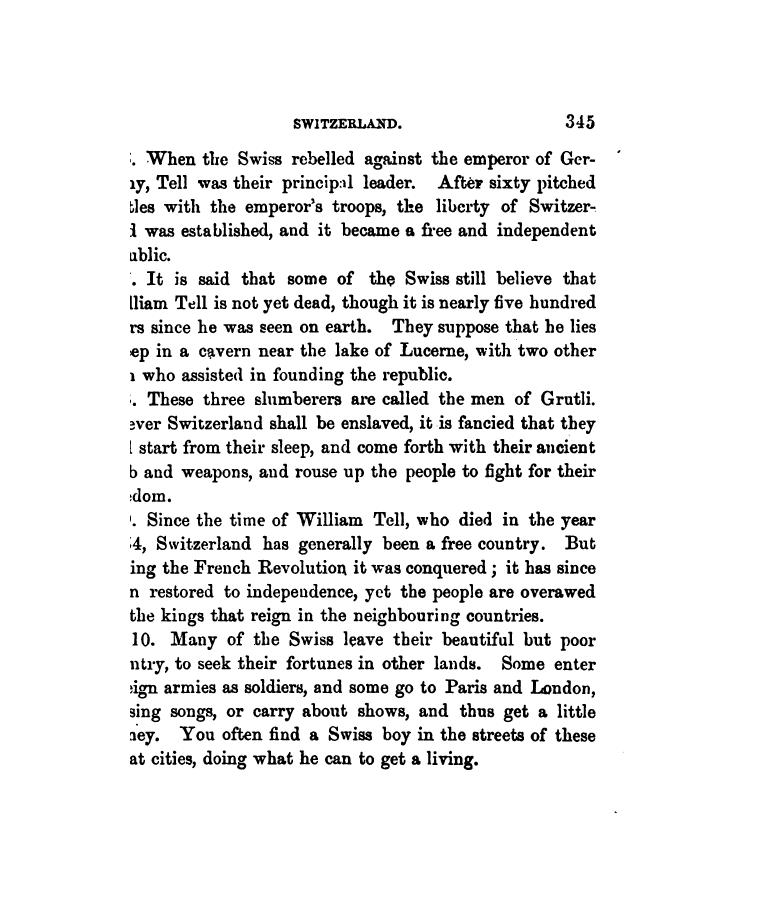 SWITZERLAND. 345
. When the Swiss rebelled against the emperor of Ger-
y, Tell was their principal leader. After sixty pitched
tles with the emperor's troops, the liberty of Switzer-
d was established, and it became a free and independent
ublic.
. It is said that some of the Swiss still believe that
lliam Tell is not yet dead, though it is nearly five hundred
rs since he was seen on earth. They suppose that he lies
ep in a cavern near the lake of Lucerne, with two other
n who assisted in founding the republic.
. These three slumberers are called the men of Grutli.
ever Switzerland shall be enslaved, it is fancied that they
l start from their sleep, and come forth with their ancient
b and weapons, and rouse up the people to fight for their
edom.
. Since the time of William Tell, who died in the year
4, Switzerland has generally been a free country. But
ing the French Revolution it was conquered; it has since
n restored to independence, yet the people are overawed
the kings that reign in the neighbouring countries.
10. Many of the Swiss leave their beautiful but poor
ntry, to seek their fortunes in other lands. Some enter
eign armies as soldiers, and some go to Paris and London,
sing songs, or carry about shows, and thus get a little
ney. You often find a Swiss boy in the streets of these
at cities, doing what he can to get a living.